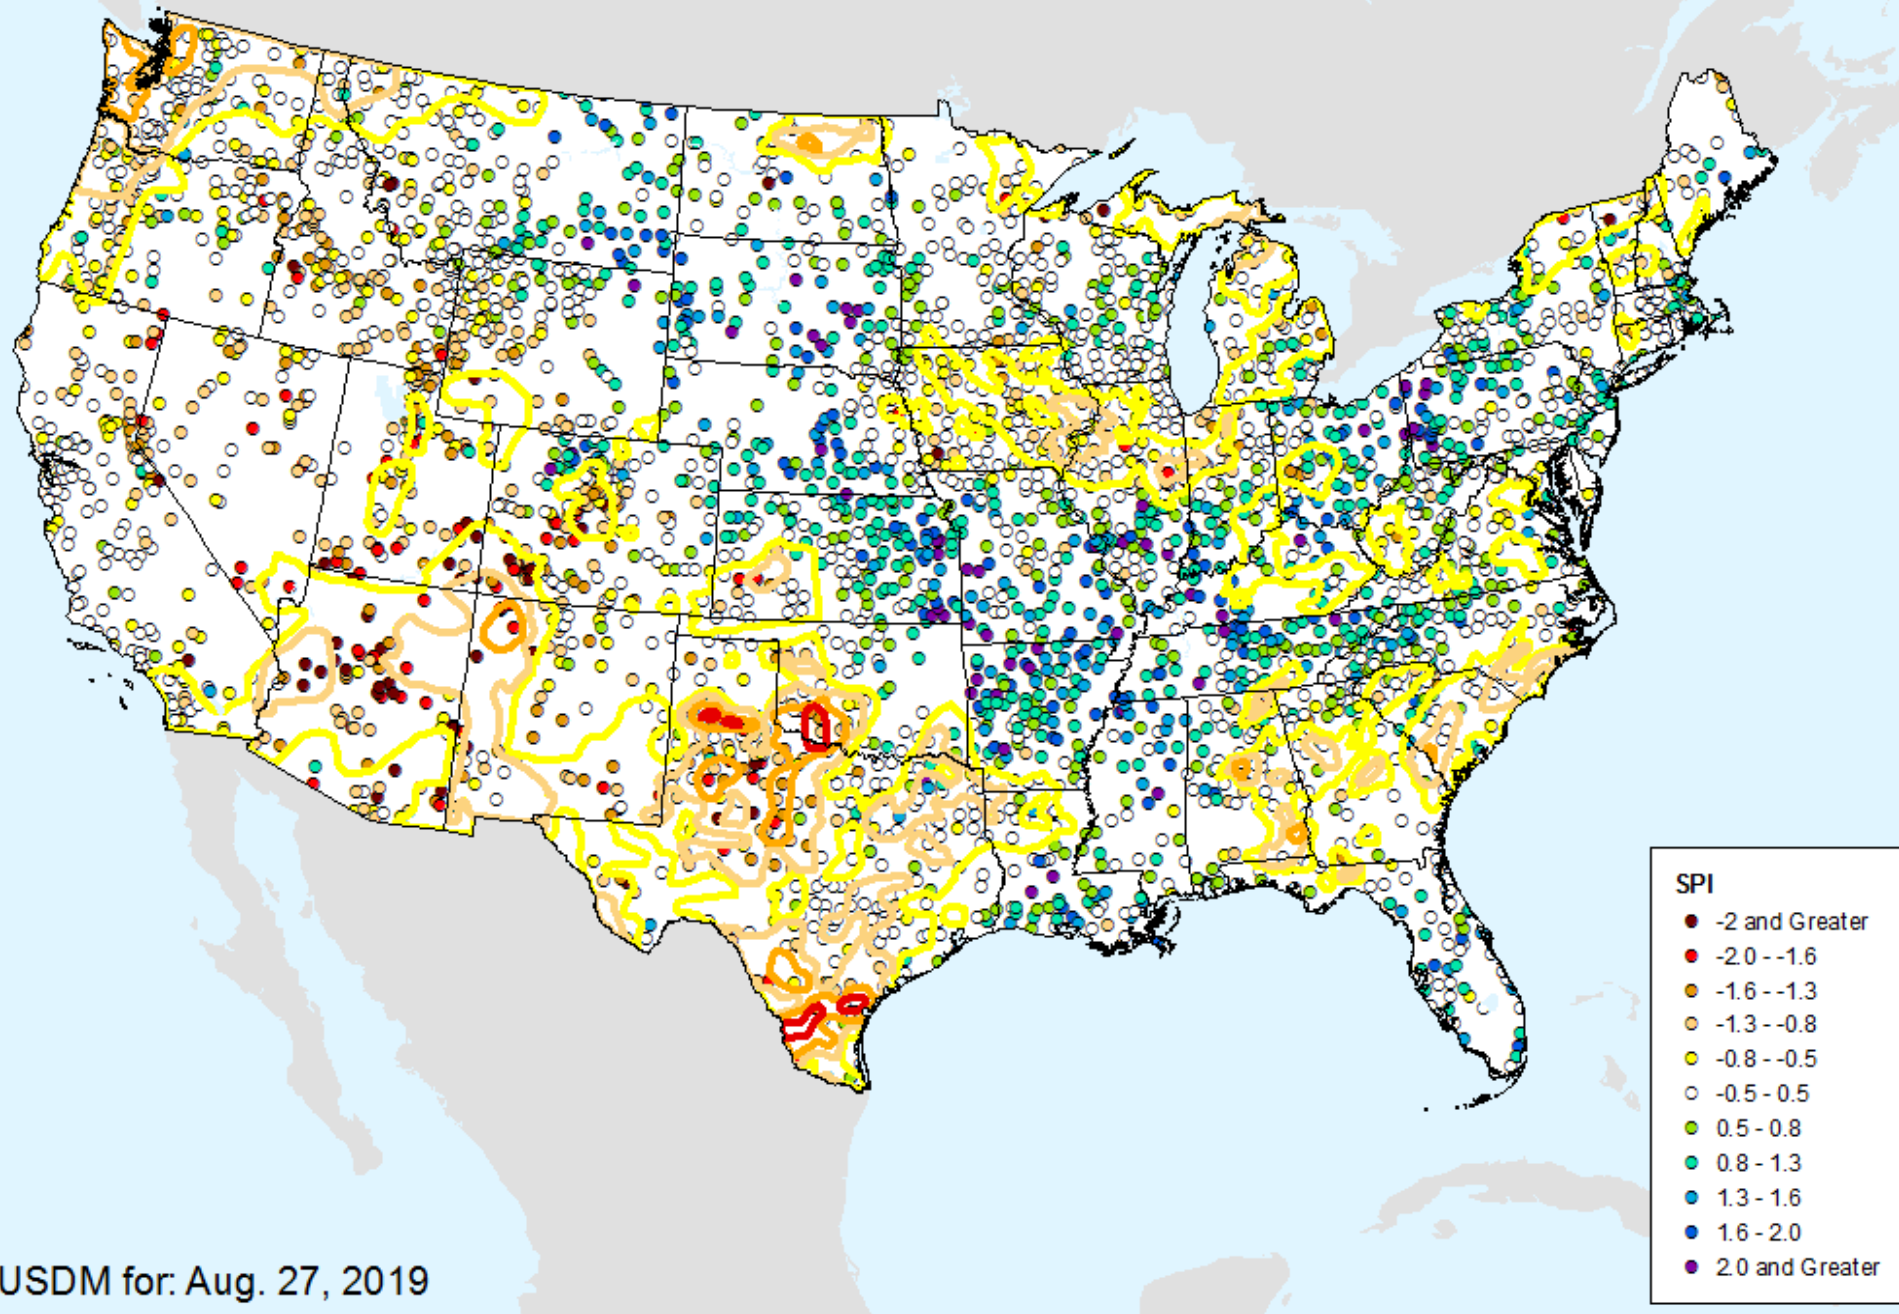 SPI
-2 and Greater
-2.0 - -1.6
-1.6 - -1.3
-1.3 - -0.8
-0.8 - -0.5
-0.5 - 0.5
0.5 - 0.8
0.8 - 1.3
1.3 - 1.6
1.6 - 2.0
2.0 and Greater
USDM for: Aug. 27, 2019